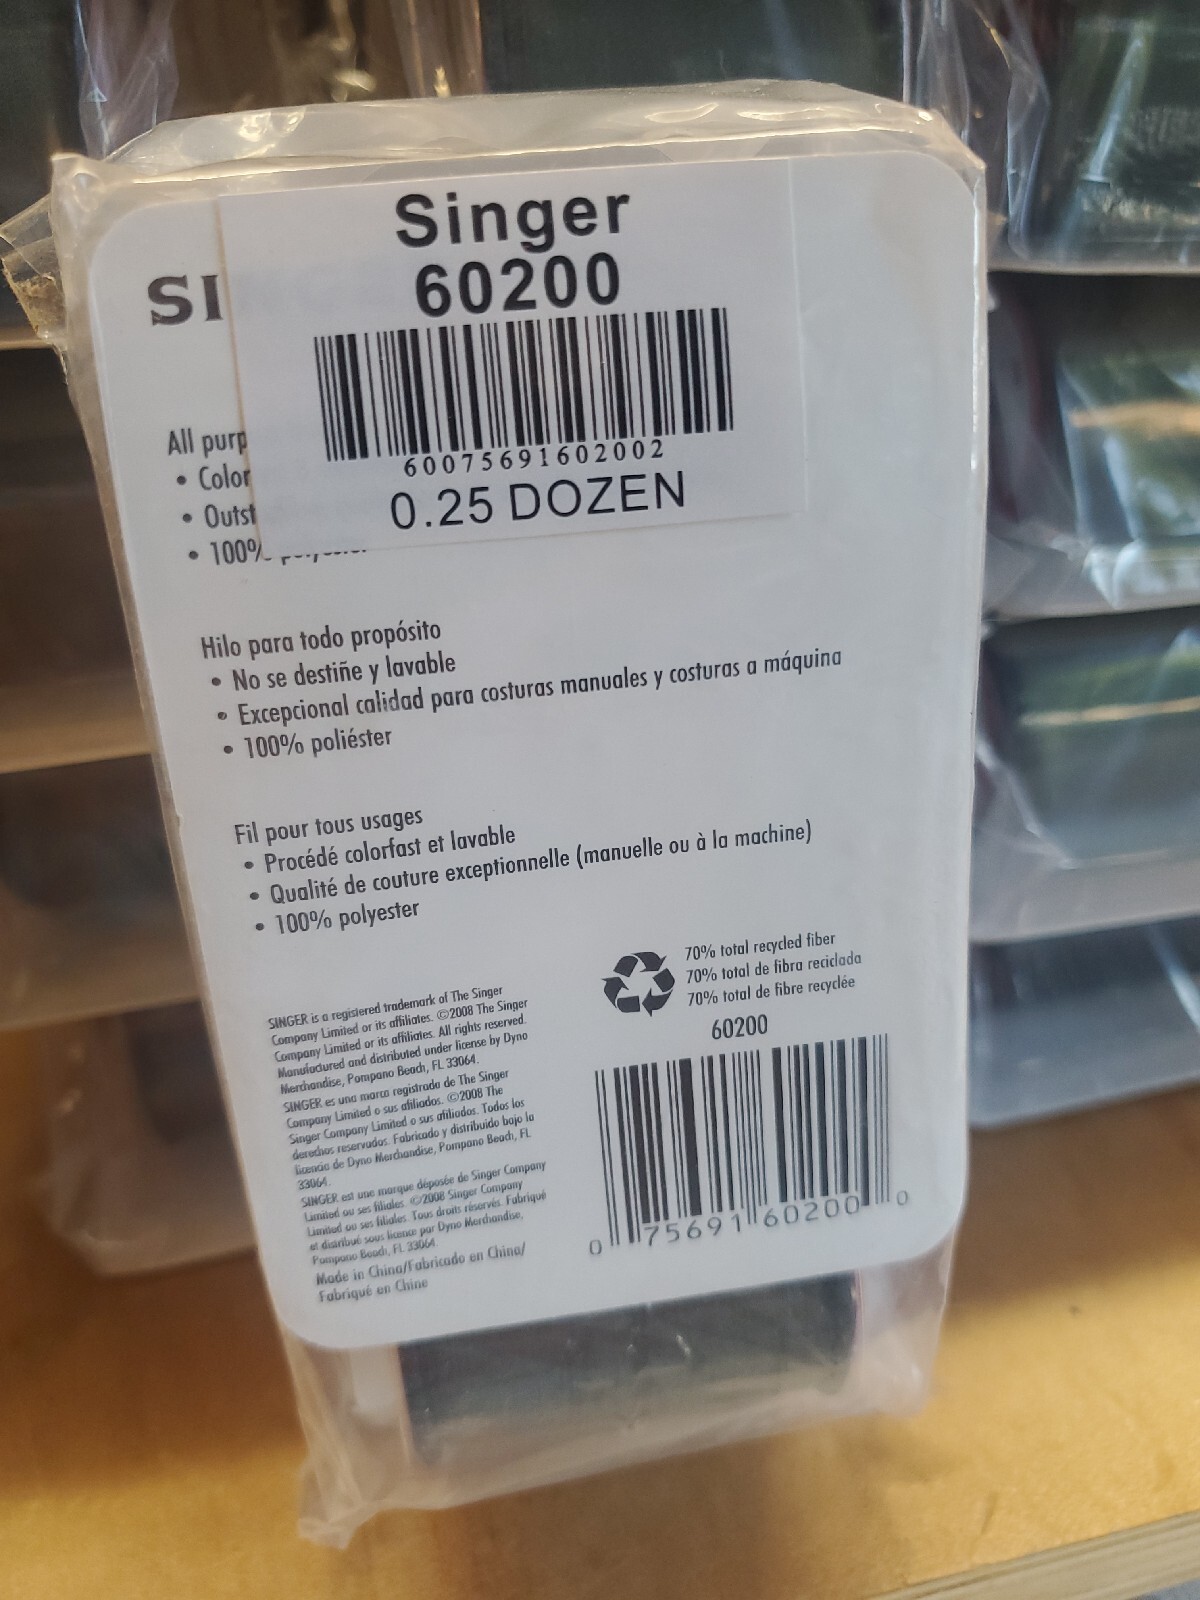 Singer
60200
60075691602002
0.25 DOZEN
SI
All purp
• Color
• Outst
• 100%
Hilo para todo propósito
• No se destiñe y lavable
• Excepcional calidad para costuras manuales y costuras a máquina
• 100% poliéster
Fil pour tous usages
• Procédé colorfast et lavable
• Qualité de couture exceptionnelle (manuelle ou à la machine)
• 100% polyester
70% total recycled fiber
70% total de fibra reciclada
70% total de fibre recyclée
60200
0 75691 60200 0
SINGER is a registered trademark of The Singer
Company Limited or its affiliates. ©2008 The Singer
Company Limited or its affiliates. All rights reserved.
Manufactured and distributed under license by Dyno
Merchandise, Pompano Beach, FL 33064.
SINGER es una marca registrada de The Singer
Company Limited o sus afiliados. ©2008 The
Singer Company Limited o sus afiliados. Todos los
derechos reservados. Fabricado y distribuido bajo la
licencia de Dyno Merchandise, Pompano Beach, FL
33064.
SINGER est une marque déposée de Singer Company
Limited ou ses filiales. ©2008 Singer Company
Limited ou ses filiales. Tous droits réservés. Fabriqué
et distribué sous licence par Dyno Merchandise,
Pompano Beach, FL 33064
Made in China/Fabricado en China/
Fabriqué en Chine